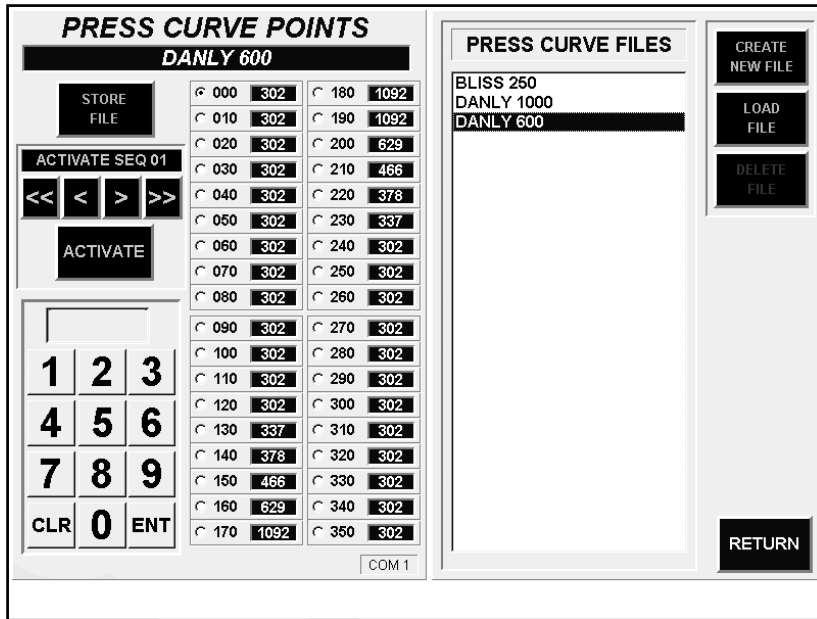 PRESS CURVE POINTS
DANLY 600
STORE
FILE
ACTIVATE SEQ 01
<< < > >>
ACTIVATE
1 2 3
4 5 6
7 8 9
CLR 0 ENT
000 302 180 1092
010 302 190 1092
020 302 200 629
030 302 210 466
040 302 220 378
050 302 230 337
060 302 240 302
070 302 250 302
080 302 260 302
090 302 270 302
100 302 280 302
110 302 290 302
120 302 300 302
130 337 310 302
140 378 320 302
150 466 330 302
160 629 340 302
170 1092 350 302
COM 1
PRESS CURVE FILES
BLISS 250
DANLY 1000
DANLY 600
CREATE
NEW FILE
LOAD
FILE
DELETE
FILE
RETURN